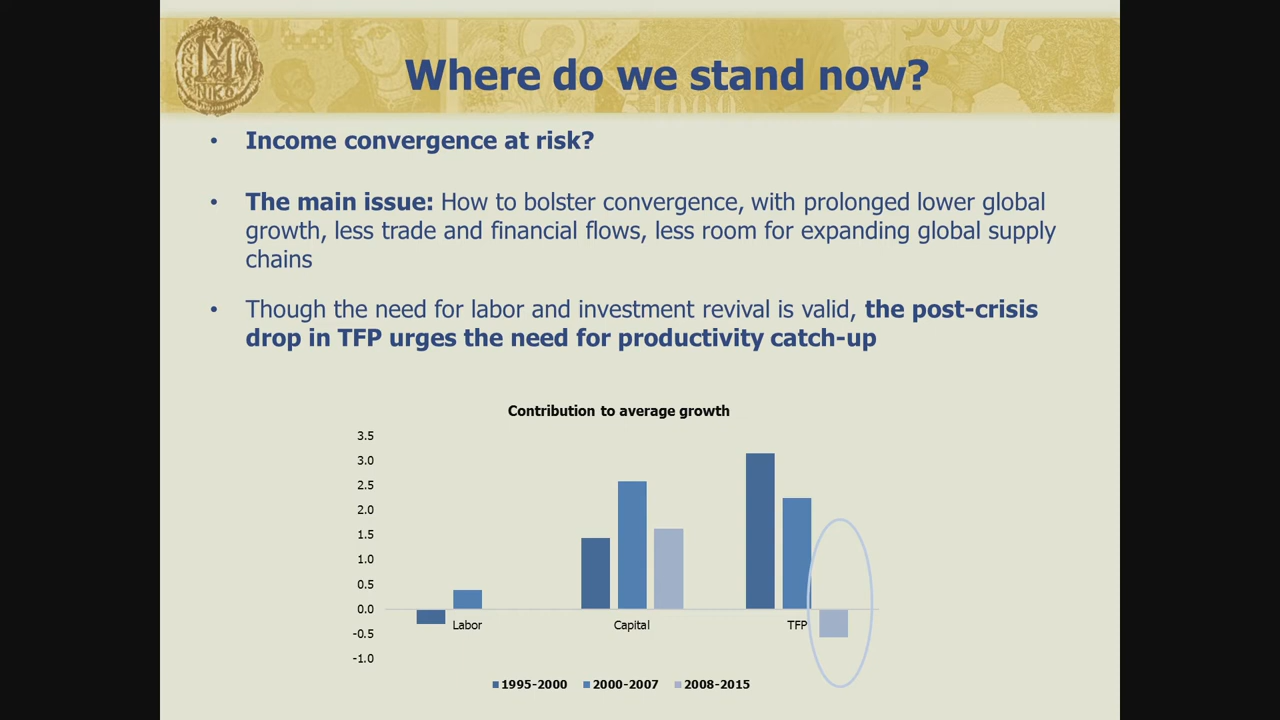 Where do we stand now?
• Income convergence at risk?
• The main issue: How to bolster convergence, with prolonged lower global
growth, less trade and financial flows, less room for expanding global supply
chains
• Though the need for labor and investment revival is valid, the post-crisis
drop in TFP urges the need for productivity catch-up
Contribution to average growth
3.5
3.0
2.5
2.0
1.5
1.0
0.5
0.0
-0.5
-1.0
Labor Capital TFP
1995-2000 2000-2007 2008-2015